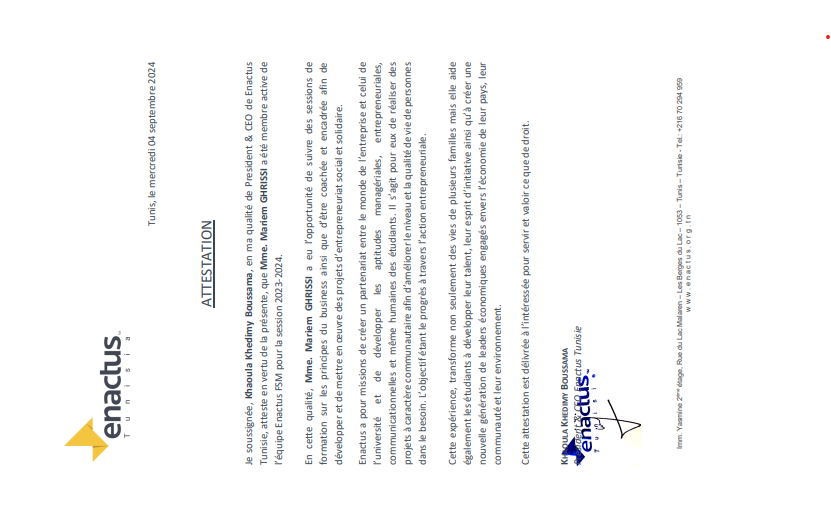 enactus
Tunisia
Tunis, le mercredi 04 septembre 2024
ATTESTATION
Je soussignée, Khaoula Khedimy Boussama, en ma qualité de President & CEO de Enactus
Tunisie, atteste en vertu de la présente, que Mme. Mariem GHRISSI a été membre active de
l'équipe Enactus FSM pour la session 2023-2024.
En cette qualité, Mme. Mariem GHRISSI a eu l'opportunité de suivre des sessions de
formation sur les principes du business ainsi que d'être coachée et encadrée afin de
développer et de mettre en œuvre des projets d'entrepreneuriat social et solidaire.
Enactus a pour missions de créer un partenariat entre le monde de l'entreprise et celui de
l'université et de développer les aptitudes managériales, entrepreneuriales,
communicationnelles et même humaines des étudiants. Il s'agit pour eux de réaliser des
projets à caractère communautaire afin d'améliorer le niveau et la qualité de vie de personnes
dans le besoin. L'objectif étant le progrès à travers l'action entrepreneuriale.
Cette expérience, transforme non seulement des vies de plusieurs familles mais elle aide
également les étudiants à développer leur talent, leur esprit d'initiative ainsi qu'à créer une
nouvelle génération de leaders économiques engagés envers l'économie de leur pays, leur
communauté et leur environnement.
Cette attestation est délivrée à l'intéressée pour servir et valoir ce que de droit.
KHAOULA KHEDIMY BOUSSAMA
President & CEO Enactus Tunisie
enactus
Tunisie
Imm. Yasmine 2ème étage, Rue du Lac Malaren – Les Berges du Lac – 1053 – Tunis – Tunisie - Tel.: +216 70 294 959
www.enactus.org.tn